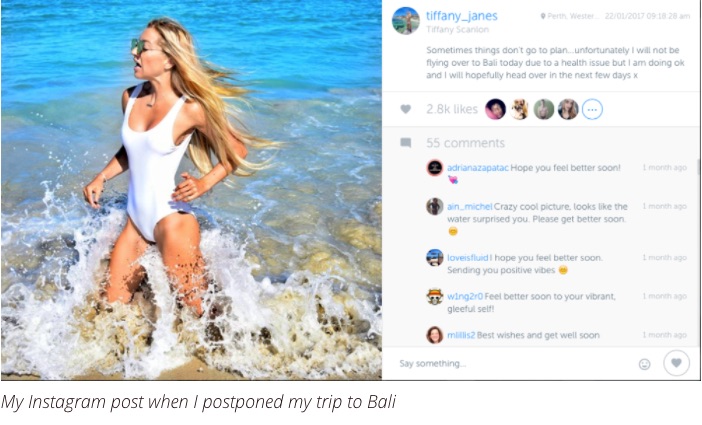 tiffany_janes
Perth, Wester... 22/01/2017 09:18:28 am
Tiffany Scanlon
Sometimes things don't go to plan...unfortunately I will not be
flying over to Bali today due to a health issue but I am doing ok
and I will hopefully head over in the next few days x
2.8k likes
55 comments
adrianazapatac Hope you feel better soon! 1 month ago
💘
ain_michel Crazy cool picture, looks like the 1 month ago
water surprised you. Please get better soon.
😊
loveisfluid I hope you feel better soon. 1 month ago
Sending you positive vibes 😊
w1ng2r0 Feel better soon to your vibrant, 1 month ago
gleeful self!
mlillis2 Best wishes and get well soon 1 month ago
Say something...
My Instagram post when I postponed my trip to Bali